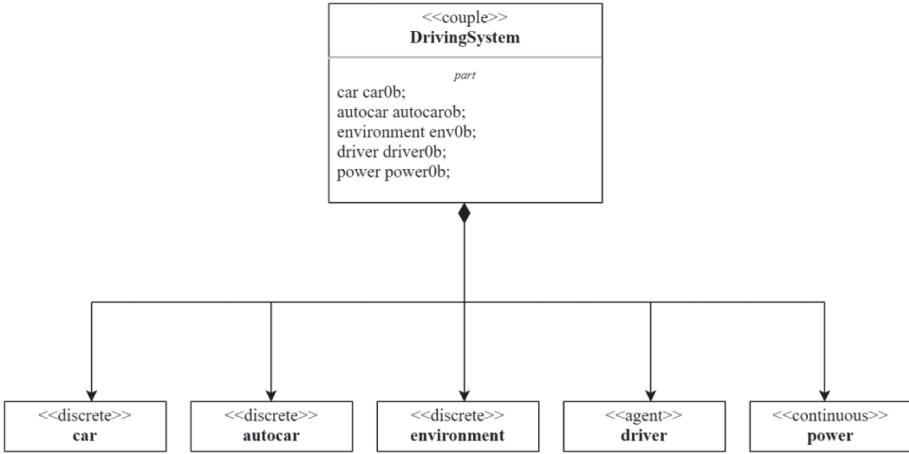 <<couple>>
DrivingSystem
part
car car0b;
autocar autocarob;
environment env0b;
driver driver0b;
power power0b;
<<discrete>>
car
<<discrete>>
autocar
<<discrete>>
environment
<<agent>>
driver
<<continuous>>
power